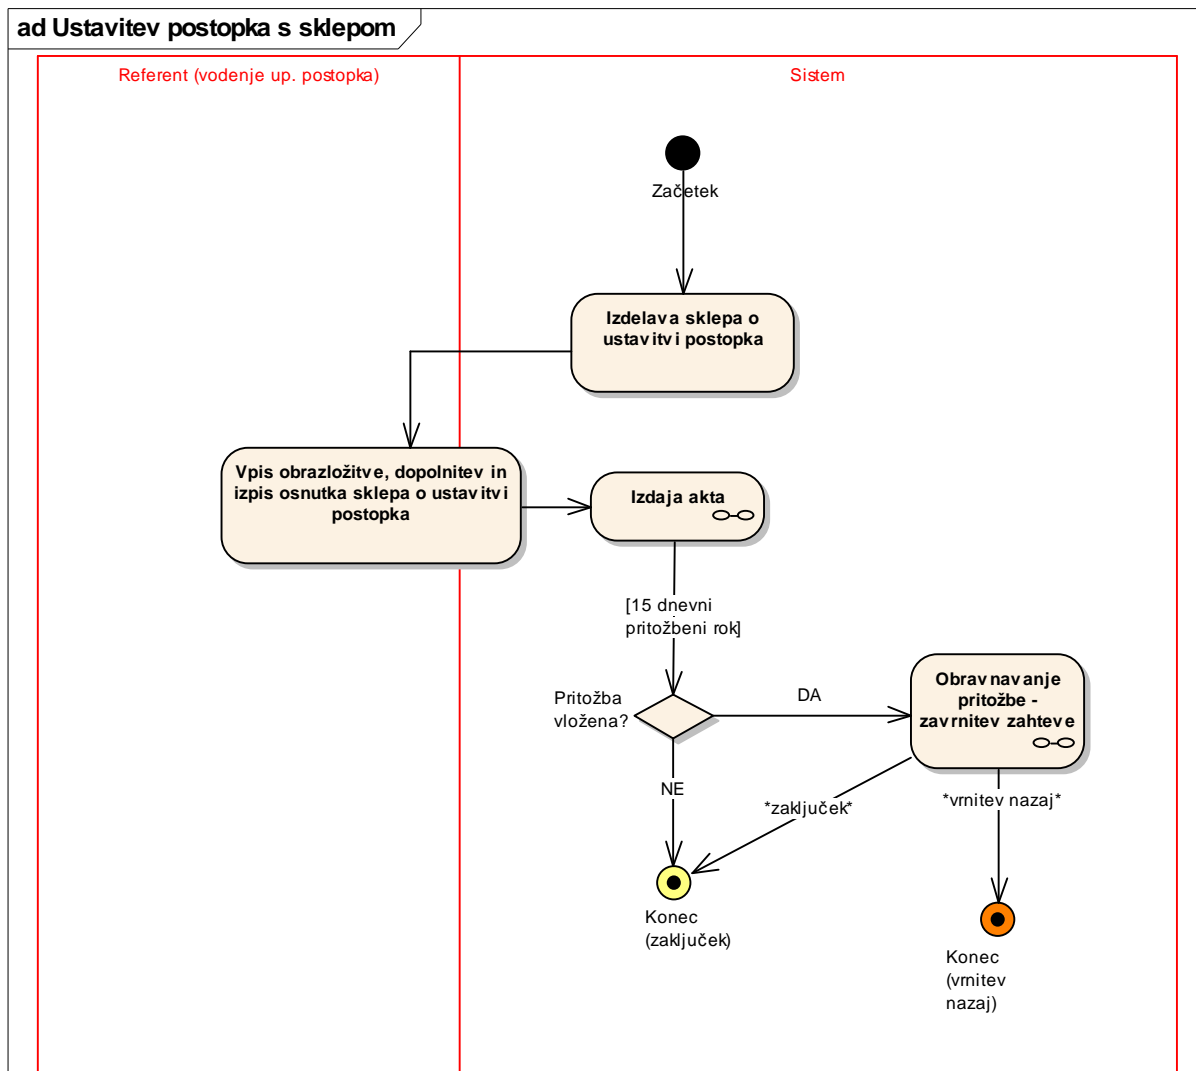 ad Ustavitev postopka s sklepom
Referent (vodenje up. postopka)
Sistem
Začetek
Izdelava sklepa o
ustavitvi postopka
Vpis obrazložitve, dopolnitev in
izpis osnutka sklepa o ustavitvi
postopka
Izdaja akta
[15 dnevni
pritožbeni rok]
Pritožba
vložena?
DA
Obravnavanje
pritožbe -
zavrnitev zahteve
NE
*zaključek*
*vrnitev nazaj*
Konec
(zaključek)
Konec
(vrnitev
nazaj)